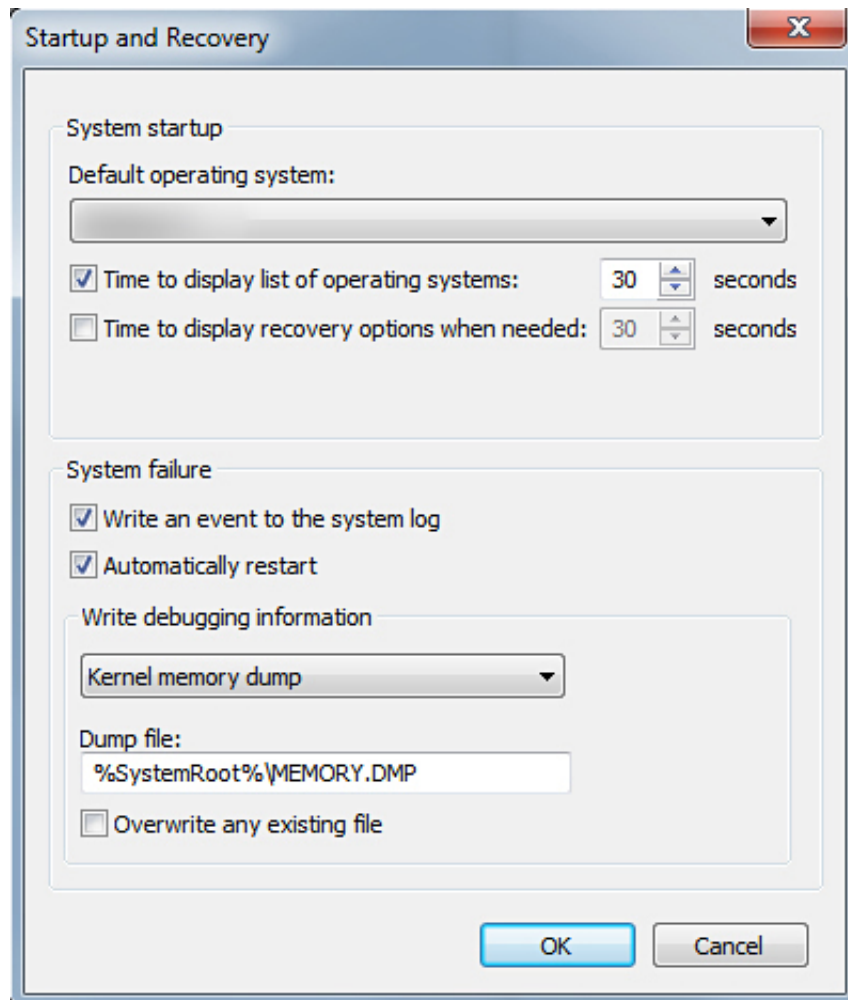 Startup and Recovery
System startup
Default operating system:
Time to display list of operating systems: 30 seconds
Time to display recovery options when needed: 30 seconds
System failure
Write an event to the system log
Automatically restart
Write debugging information
Kernel memory dump
Dump file:
%SystemRoot%\MEMORY.DMP
Overwrite any existing file
OK Cancel